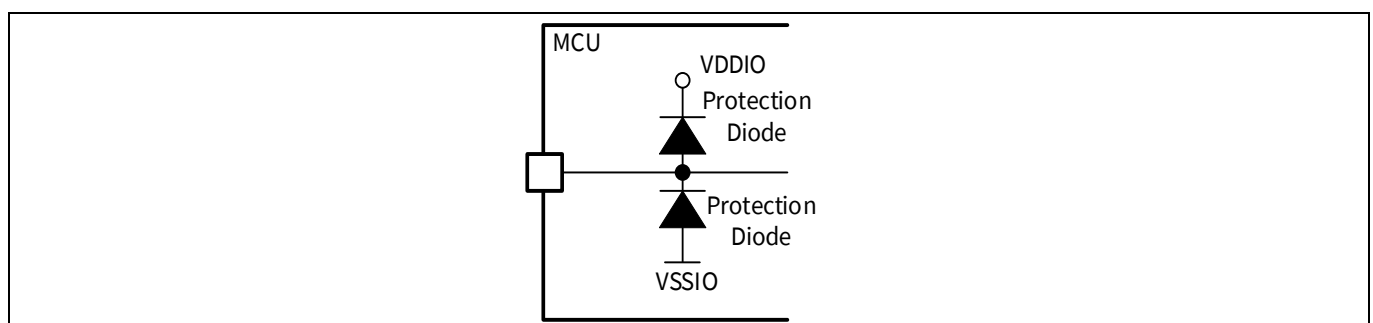 MCU
VDDIO
Protection
Diode
Protection
Diode
VSSIO